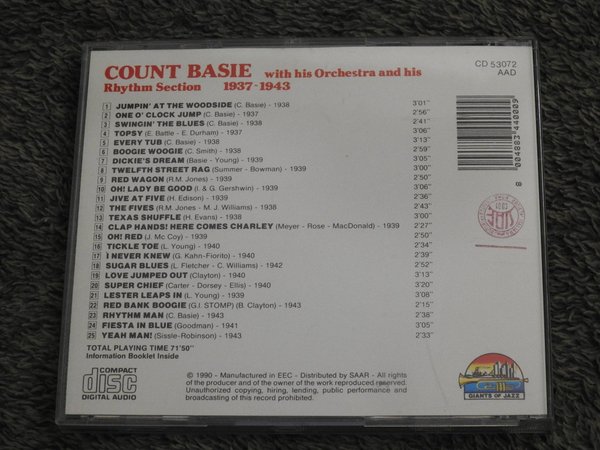 COUNT BASIE with his Orchestra and his
Rhythm Section 1937-1943
CD 53072
AAD
1 JUMPIN' AT THE WOODSIDE (C. Basie) - 1938 3'01"
2 ONE O' CLOCK JUMP (C. Basie) - 1937 2'56"
3 SWINGIN' THE BLUES (C. Basie) - 1938 2'41"
4 TOPSY (E. Battle - E. Durham) - 1937 3'06"
5 EVERY TUB (C. Basie) - 1938 3'13"
6 BOOGIE WOOGIE (C. Smith) - 1938 2'59"
7 DICKIE'S DREAM (Basie - Young) - 1939 3'05"
8 TWELFTH STREET RAG (Summer - Bowman) - 1939 3'00"
9 RED WAGON (R.M. Jones) - 1939 2'50"
10 OH! LADY BE GOOD (I. & G. Gershwin) - 1939 3'06"
11 JIVE AT FIVE (H. Edison) - 1939 2'36"
12 THE FIVES (R.M. Jones - M. J. Williams) - 1938 2'43"
13 TEXAS SHUFFLE (H. Evans) - 1938 3'00"
14 CLAP HANDS! HERE COMES CHARLEY (Meyer - Rose - MacDonald) - 1939 2'27"
15 OH! RED (J. Mc Coy) - 1939 2'50"
16 TICKLE TOE (L. Young) - 1940 2'34"
17 I NEVER KNEW (G. Kahn-Fiorito) - 1940 2'39"
18 SUGAR BLUES (L. Fletcher - C. Williams) - 1942 2'52"
19 LOVE JUMPED OUT (Clayton) - 1940 3'13"
20 SUPER CHIEF (Carter - Dorsey - Ellis) - 1940 3'20"
21 LESTER LEAPS IN (L. Young) - 1939 3'08"
22 RED BANK BOOGIE (G.I. STOMP) (B. Clayton) - 1943 2'15"
23 RHYTHM MAN (C. Basie) - 1943 2'38"
24 FIESTA IN BLUE (Goodman) - 1941 3'05"
25 YEAH MAN! (Sissle-Robinson) - 1943 2'33"
TOTAL PLAYING TIME 71'50"
Information Booklet Inside
8 004883 440009
COMPACT
disc
DIGITAL AUDIO
© 1990 - Manufactured in EEC - Distributed by SAAR - All rights
of the producer and of the owner of the work reproduced reserved.
Unauthorized copying, hiring, lending, public performance and
broadcasting of this record prohibited.
GIANTS OF JAZZ